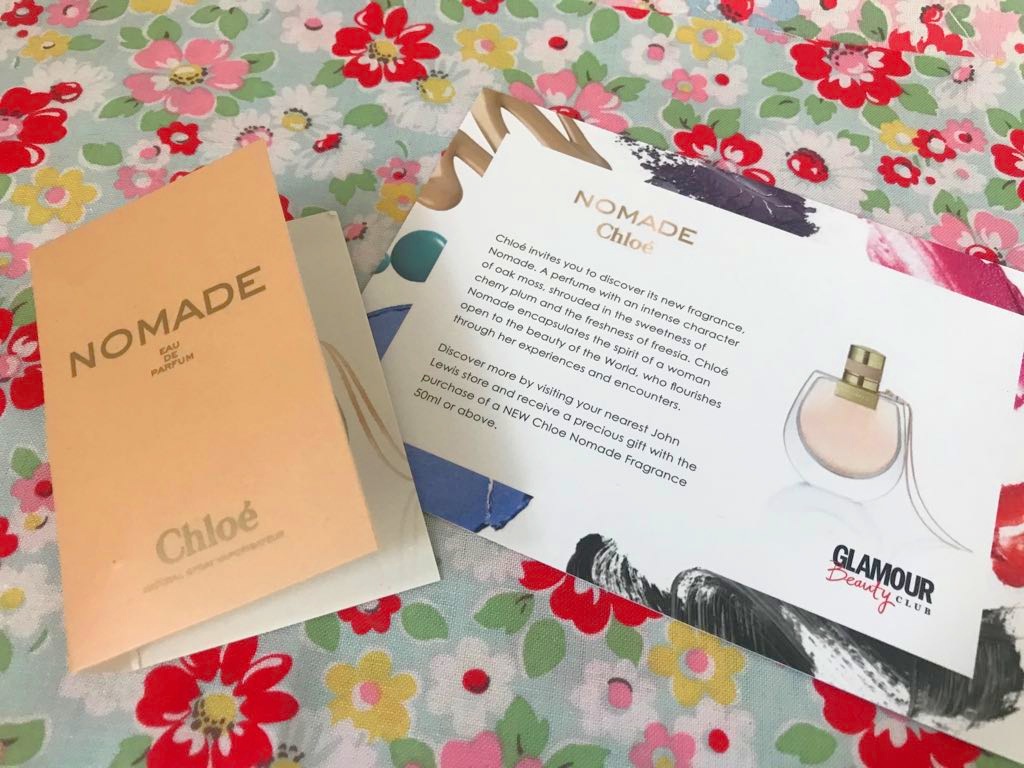 NOMADE
EAU
DE
PARFUM
Chloé
NATURAL SPRAY VAPORISATEUR
NOMADE
Chloé
Chloé invites you to discover its new fragrance,
Nomade. A perfume with an intense character
of oak moss, shrouded in the sweetness of
cherry plum and the freshness of freesia. Chloé
Nomade encapsulates the spirit of a woman
open to the beauty of the World, who flourishes
through her experiences and encounters.
Discover more by visiting your nearest John
Lewis store and receive a precious gift with the
purchase of a NEW Chloe Nomade Fragrance
50ml or above.
GLAMOUR
Beauty CLUB